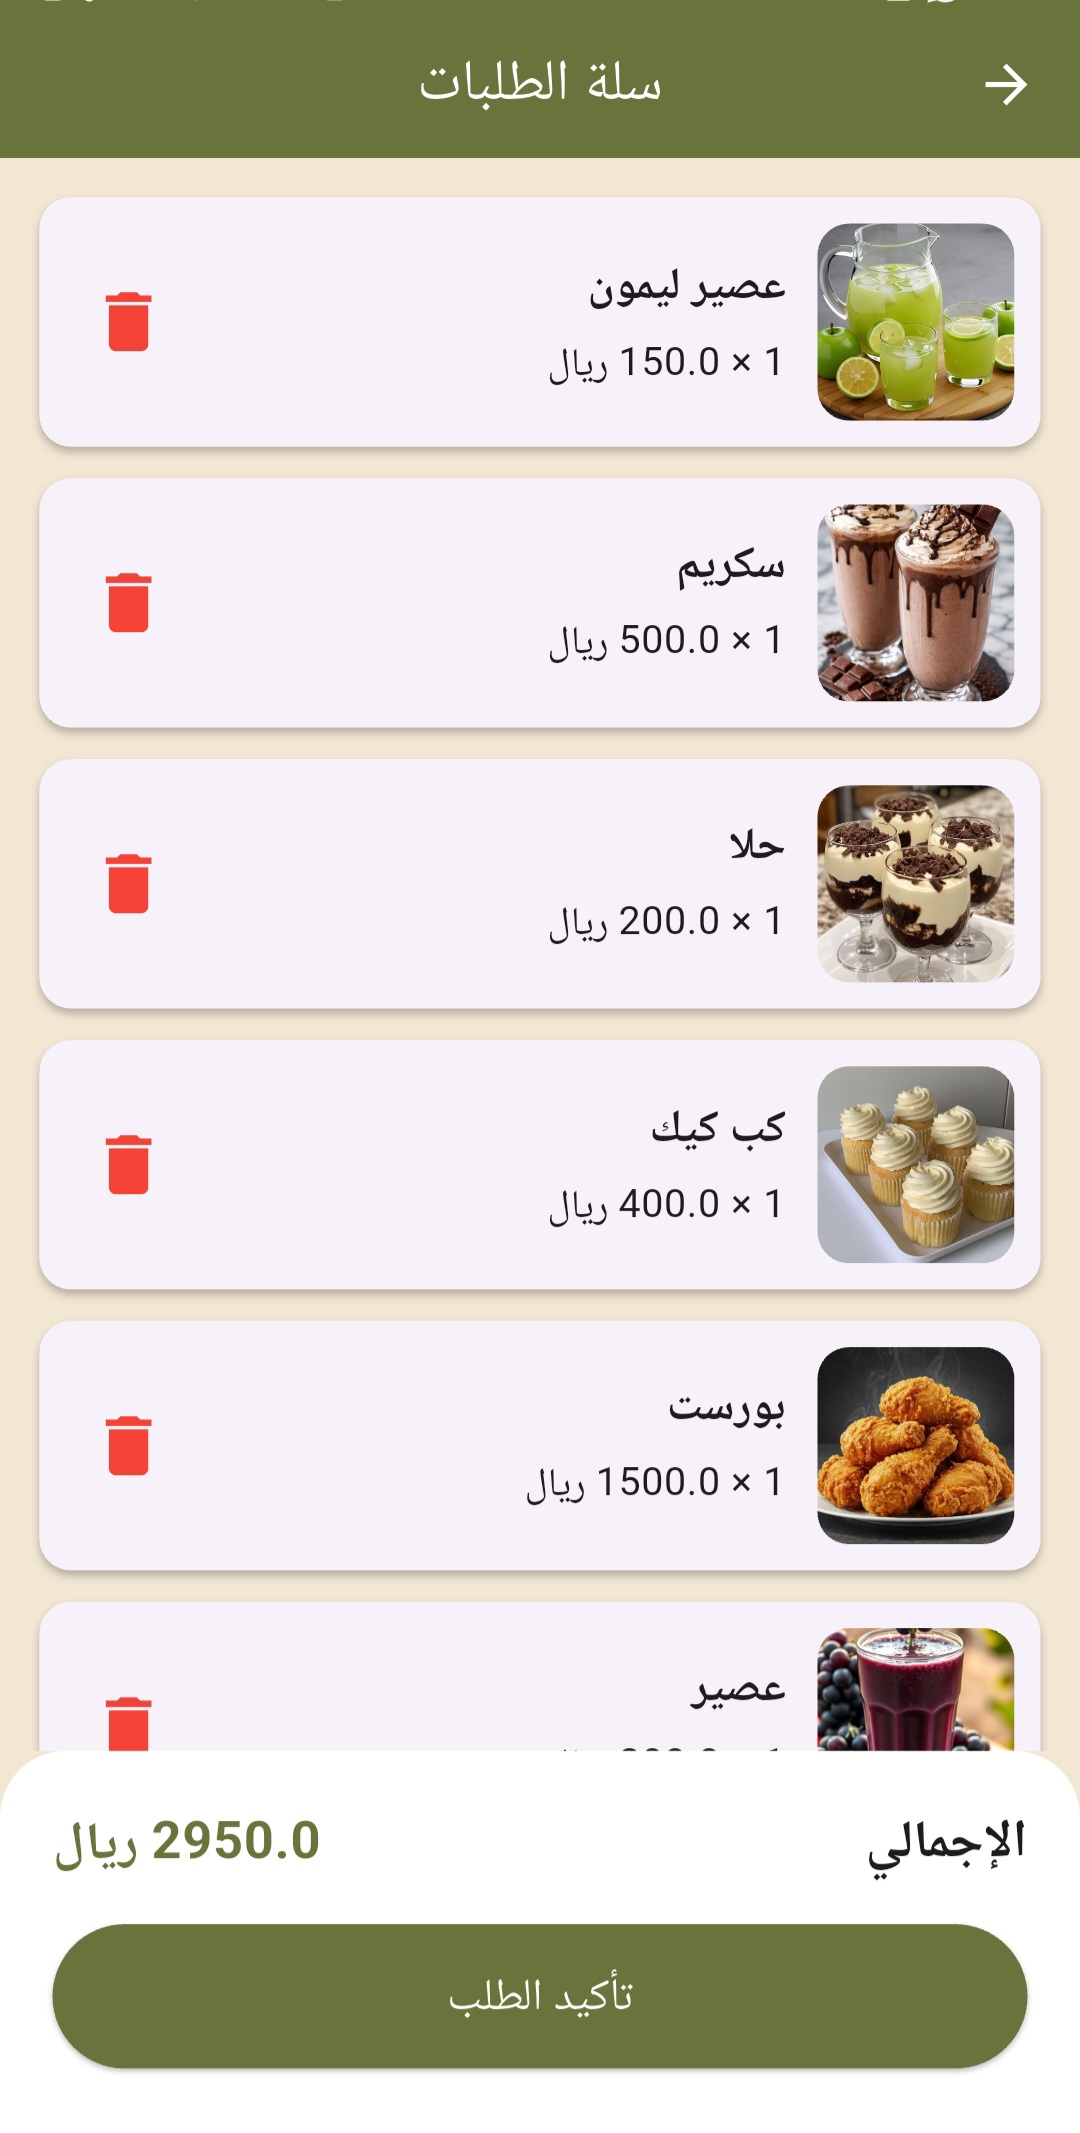 سلة الطلبات
عصير ليمون
1 × 150.0 ريال
سكريم
1 × 500.0 ريال
حلا
1 × 200.0 ريال
كب كيك
1 × 400.0 ريال
بورست
1 × 1500.0 ريال
عصير
الإجمالي
2950.0 ريال
تأكيد الطلب